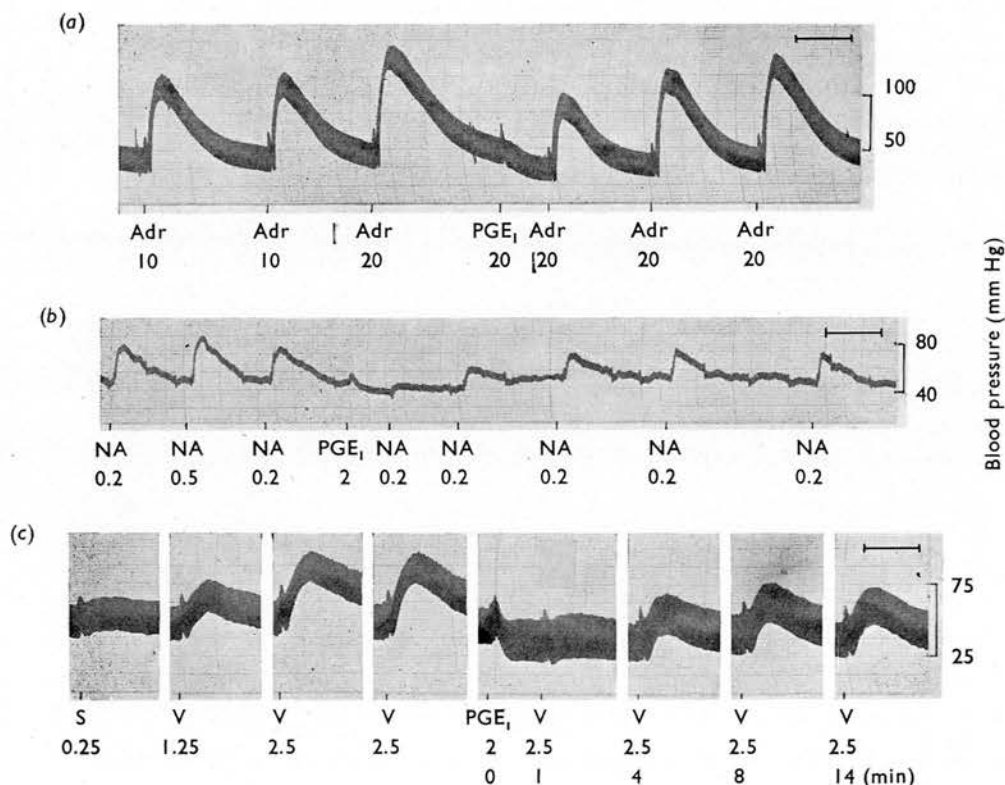 (a)
100
50
Adr Adr Adr PGE₁ Adr Adr Adr
10 10 20 20 20 20 20
(b)
80
40
NA NA NA PGE₁ NA NA NA NA NA
0.2 0.5 0.2 2 0.2 0.2 0.2 0.2 0.2
(c)
75
25
S V V V PGE₁ V V V V
0.25 1.25 2.5 2.5 2 2.5 2.5 2.5 2.5
0 1 4 8 14 (min)
Blood pressure (mm Hg)